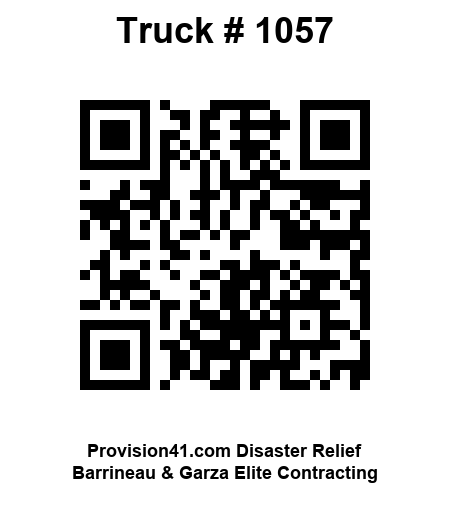 Truck # 1057
Provision41.com Disaster Relief
Barrineau & Garza Elite Contracting